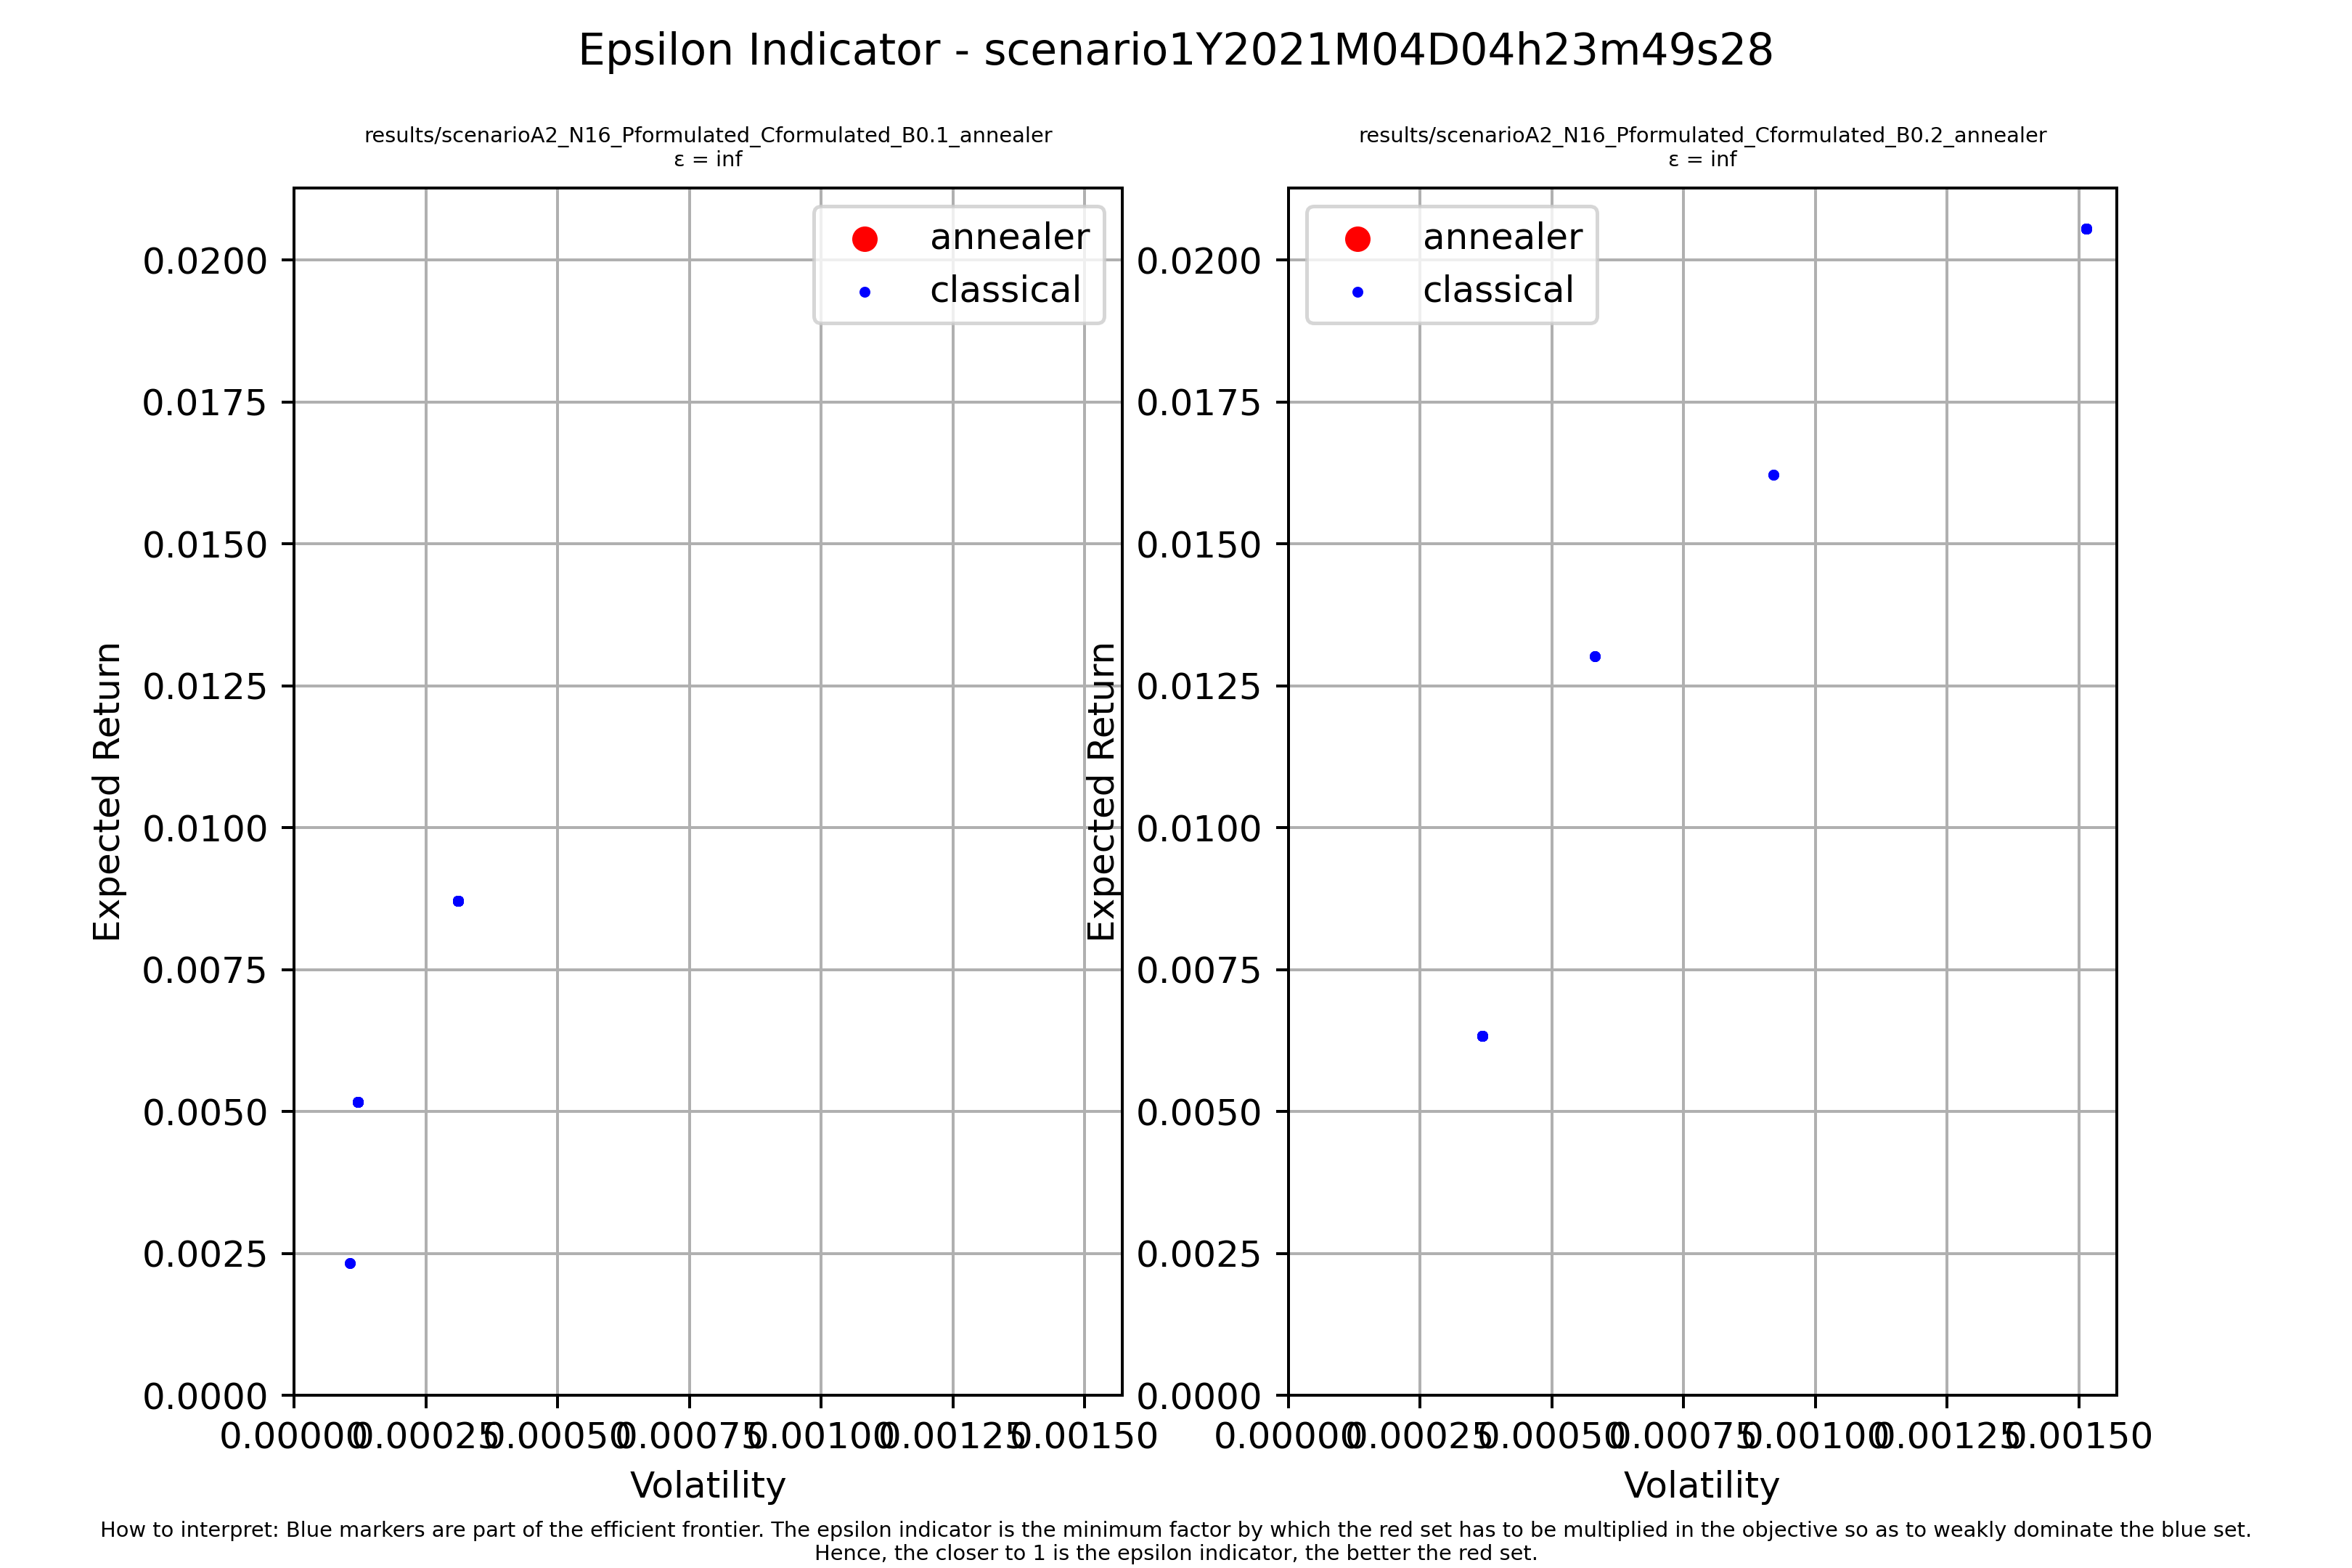 Epsilon Indicator - scenario1Y2021M04D04h23m49s28
results/scenarioA2_N16_Pformulated_Cformulated_B0.1_annealer
ε = inf
annealer
classical
0.0200
0.0175
0.0150
0.0125
0.0100
0.0075
0.0050
0.0025
0.0000
Expected Return
0.00000 0.00025 0.00050 0.00075 0.00100 0.00125 0.00150
Volatility
results/scenarioA2_N16_Pformulated_Cformulated_B0.2_annealer
ε = inf
annealer
classical
0.0200
0.0175
0.0150
0.0125
0.0100
0.0075
0.0050
0.0025
0.0000
Expected Return
0.00000 0.00025 0.00050 0.00075 0.00100 0.00125 0.00150
Volatility
How to interpret: Blue markers are part of the efficient frontier. The epsilon indicator is the minimum factor by which the red set has to be multiplied in the objective so as to weakly dominate the blue set.
Hence, the closer to 1 is the epsilon indicator, the better the red set.